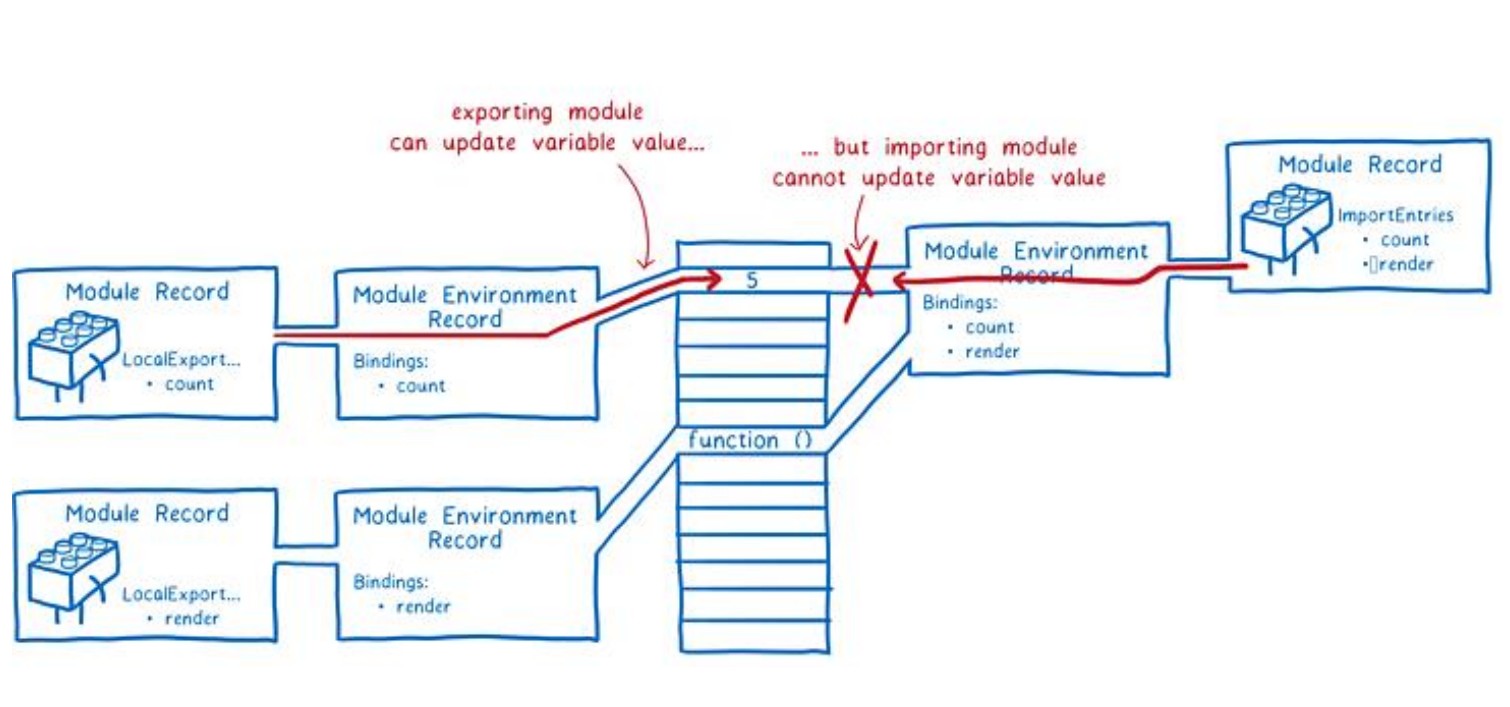 exporting module
can update variable value...
... but importing module
cannot update variable value
Module Record
ImportEntries
• count
•▯render
Module Environment
Record
Bindings:
• count
• render
Module Record
LocalExport...
• count
Module Environment
Record
Bindings:
• count
5
function ()
Module Record
LocalExport...
• render
Module Environment
Record
Bindings:
• render